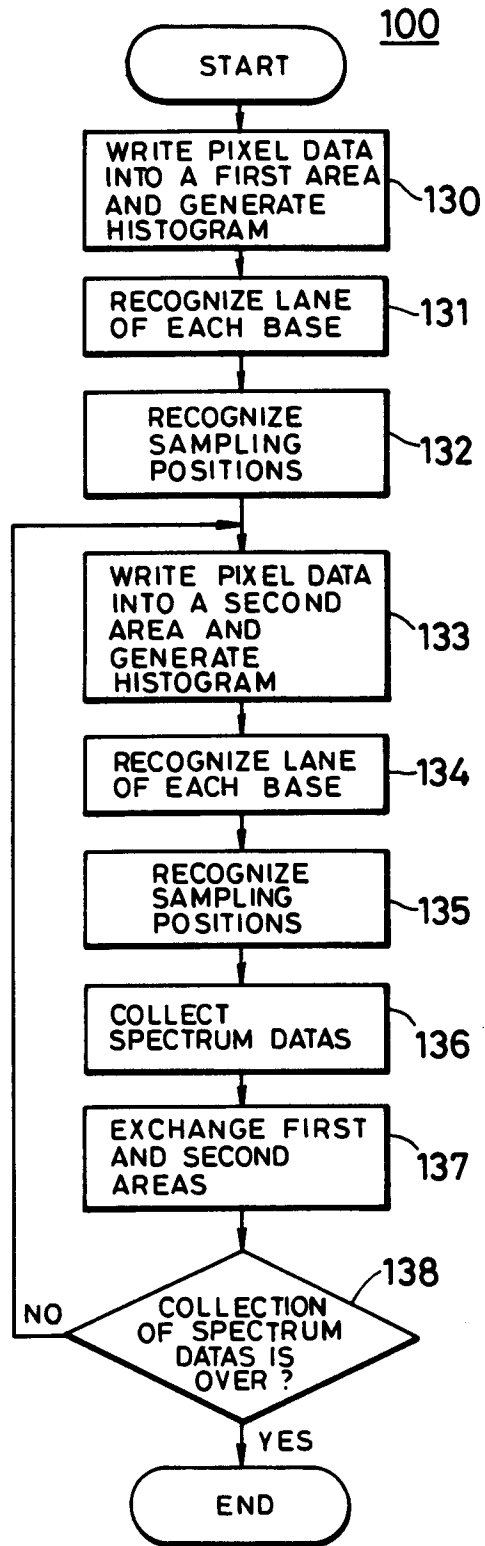 100
START
WRITE PIXEL DATA
INTO A FIRST AREA
AND GENERATE
HISTOGRAM
130
RECOGNIZE LANE
OF EACH BASE
131
RECOGNIZE
SAMPLING
POSITIONS
132
WRITE PIXEL DATA
INTO A SECOND
AREA AND
GENERATE
HISTOGRAM
133
RECOGNIZE LANE
OF EACH BASE
134
RECOGNIZE
SAMPLING
POSITIONS
135
COLLECT
SPECTRUM DATAS
136
EXCHANGE FIRST
AND SECOND
AREAS
137
138
NO
COLLECTION
OF SPECTRUM
DATAS IS
OVER ?
YES
END